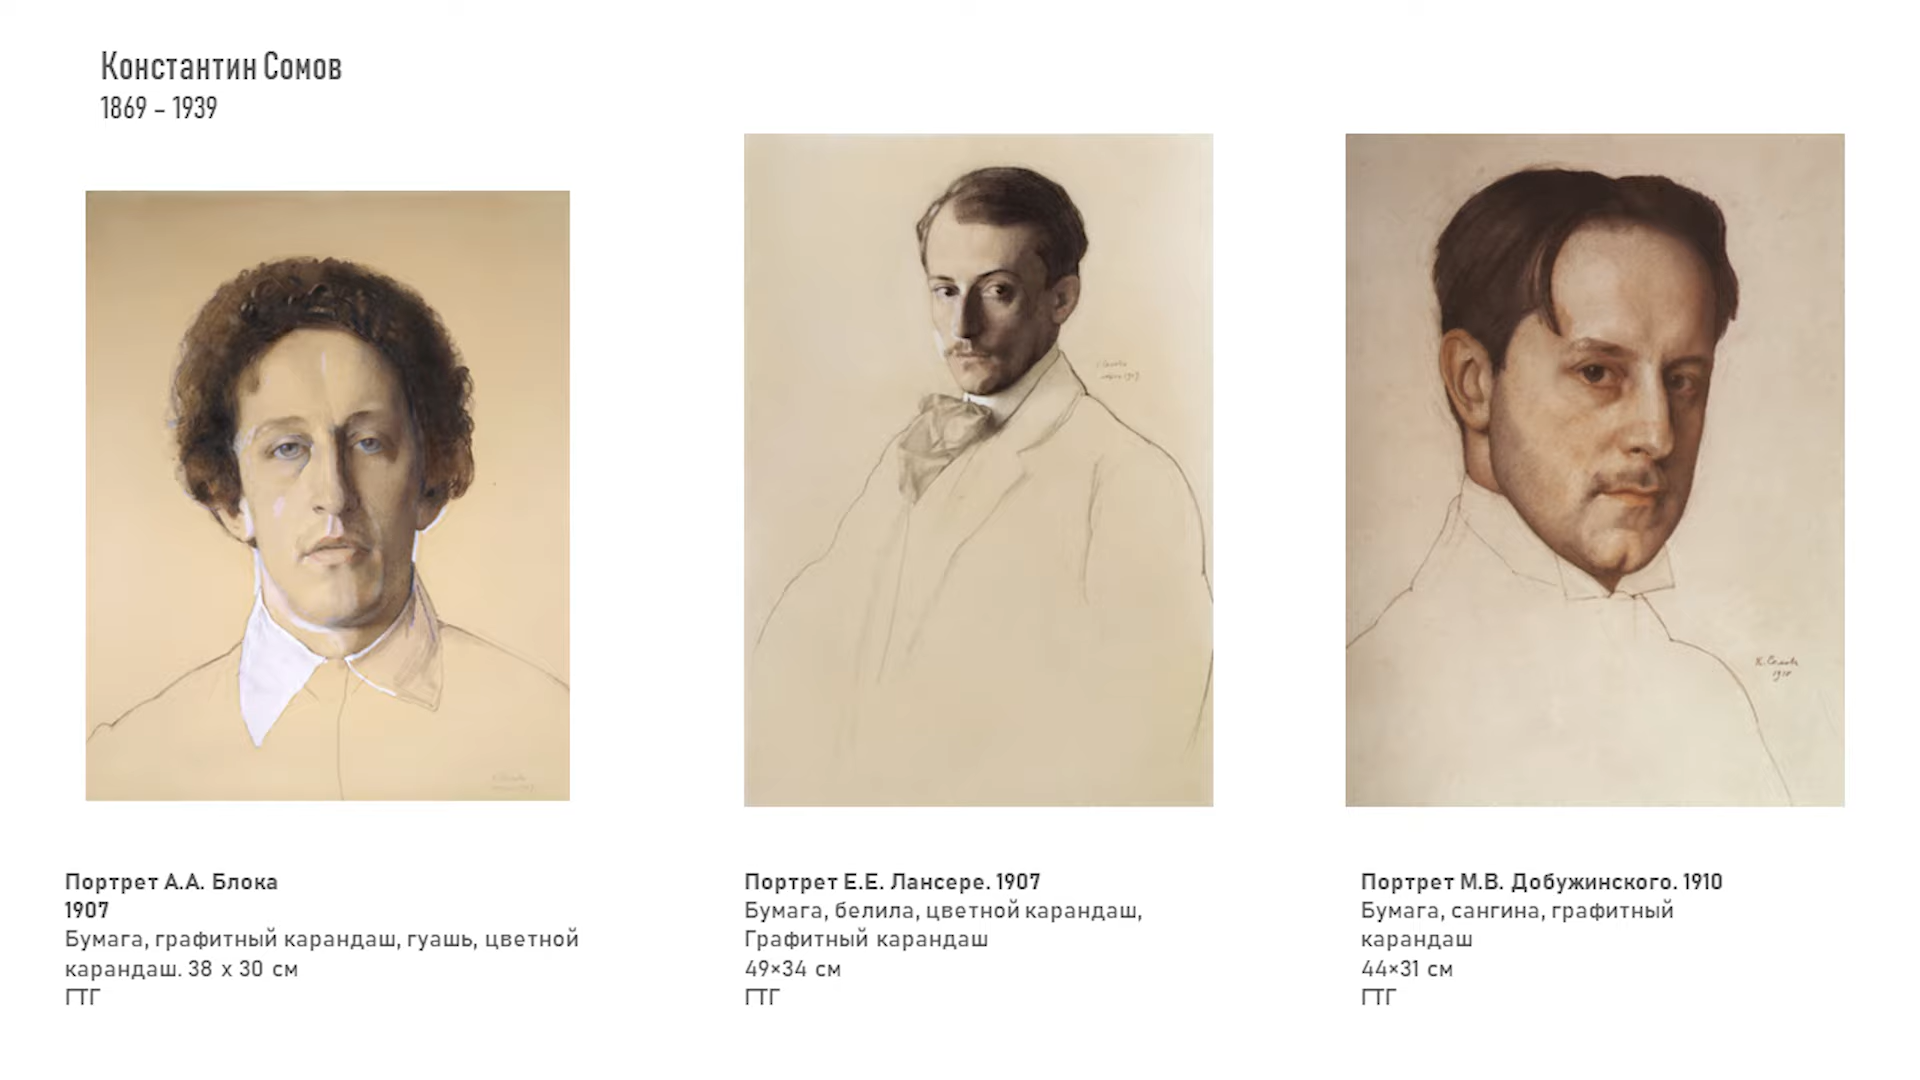 Константин Сомов
1869 – 1939
Портрет А.А. Блока
1907
Бумага, графитный карандаш, гуашь, цветной
карандаш. 38 x 30 см
ГТГ
Портрет Е.Е. Лансере. 1907
Бумага, белила, цветной карандаш,
Графитный карандаш
49×34 см
ГТГ
К. Сомов
1910
Портрет М.В. Добужинского. 1910
Бумага, сангина, графитный
карандаш
44×31 см
ГТГ